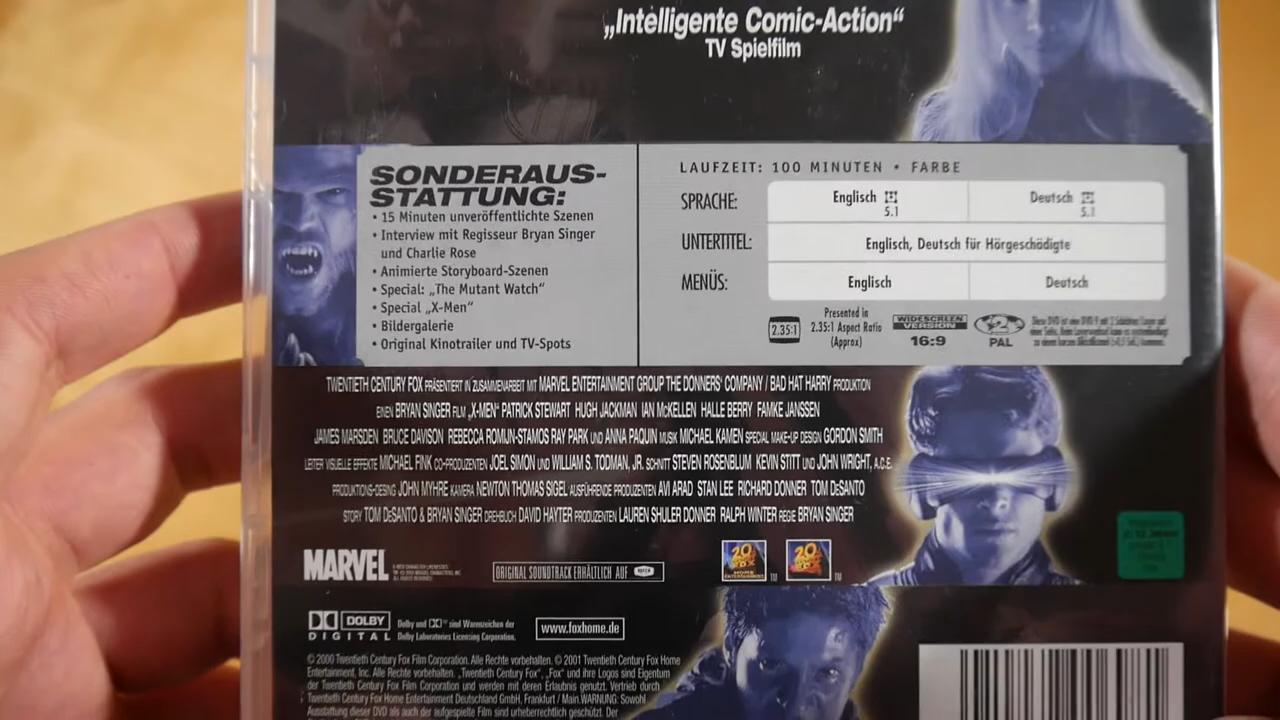 „Intelligente Comic-Action“
TV Spielfilm
SONDERAUS-
STATTUNG:
• 15 Minuten unveröffentlichte Szenen
• Interview mit Regisseur Bryan Singer
und Charlie Rose
• Animierte Storyboard-Szenen
• Special: „The Mutant Watch“
• Special „X-Men“
• Bildergalerie
• Original Kinotrailer und TV-Spots
LAUFZEIT: 100 MINUTEN • FARBE
SPRACHE: Englisch 5.1 Deutsch 5.1
UNTERTITEL: Englisch, Deutsch für Hörgeschädigte
MENÜS: Englisch Deutsch
2.35:1
Presented in
2.35:1 Aspect Ratio
(Approx)
WIDESCREEN
VERSION
16:9
2
PAL
TWENTIETH CENTURY FOX PRÄSENTIERT IN ZUSAMMENARBEIT MIT MARVEL ENTERTAINMENT GROUP THE DONNERS' COMPANY / BAD HAT HARRY PRODUKTION
EINEN BRYAN SINGER FILM „X-MEN“ PATRICK STEWART HUGH JACKMAN IAN McKELLEN HALLE BERRY FAMKE JANSSEN
JAMES MARSDEN BRUCE DAVISON REBECCA ROMIJN-STAMOS RAY PARK UND ANNA PAQUIN MUSIK MICHAEL KAMEN SPECIAL MAKE-UP DESIGN GORDON SMITH
LEITER VISUELLE EFFEKTE MICHAEL FINK CO-PRODUZENTEN JOEL SIMON UND WILLIAM S. TODMAN, JR. SCHNITT STEVEN ROSENBLUM KEVIN STITT UND JOHN WRIGHT, A.C.E.
PRODUKTIONS-DESING JOHN MYHRE KAMERA NEWTON THOMAS SIGEL AUSFÜHRENDE PRODUZENTEN AVI ARAD STAN LEE RICHARD DONNER TOM DeSANTO
STORY TOM DeSANTO & BRYAN SINGER DREHBUCH DAVID HAYTER PRODUZENTEN LAUREN SHULER DONNER RALPH WINTER REGIE BRYAN SINGER
MARVEL
ORIGINAL SOUNDTRACK ERHÄLTLICH AUF
20th CENTURY FOX HOME ENTERTAINMENT TM
20th CENTURY FOX TM
DOLBY
DIGITAL
Dolby und sind Warenzeichen der
Dolby Laboratories Licensing Corporation.
www.foxhome.de
© 2000 Twentieth Century Fox Film Corporation. Alle Rechte vorbehalten. © 2001 Twentieth Century Fox Home
Entertainment, Inc. Alle Rechte vorbehalten. „Twentieth Century Fox“, „Fox“ und ihre Logos sind Eigentum
der Twentieth Century Fox Film Corporation und werden mit deren Erlaubnis genutzt. Vertrieb durch
Twentieth Century Fox Home Entertainment Deutschland GmbH, Frankfurt / Main.WARNUNG: Sowohl
Ausstattung dieser DVD als auch der aufgespielte Film sind urheberrechtlich geschützt. Der